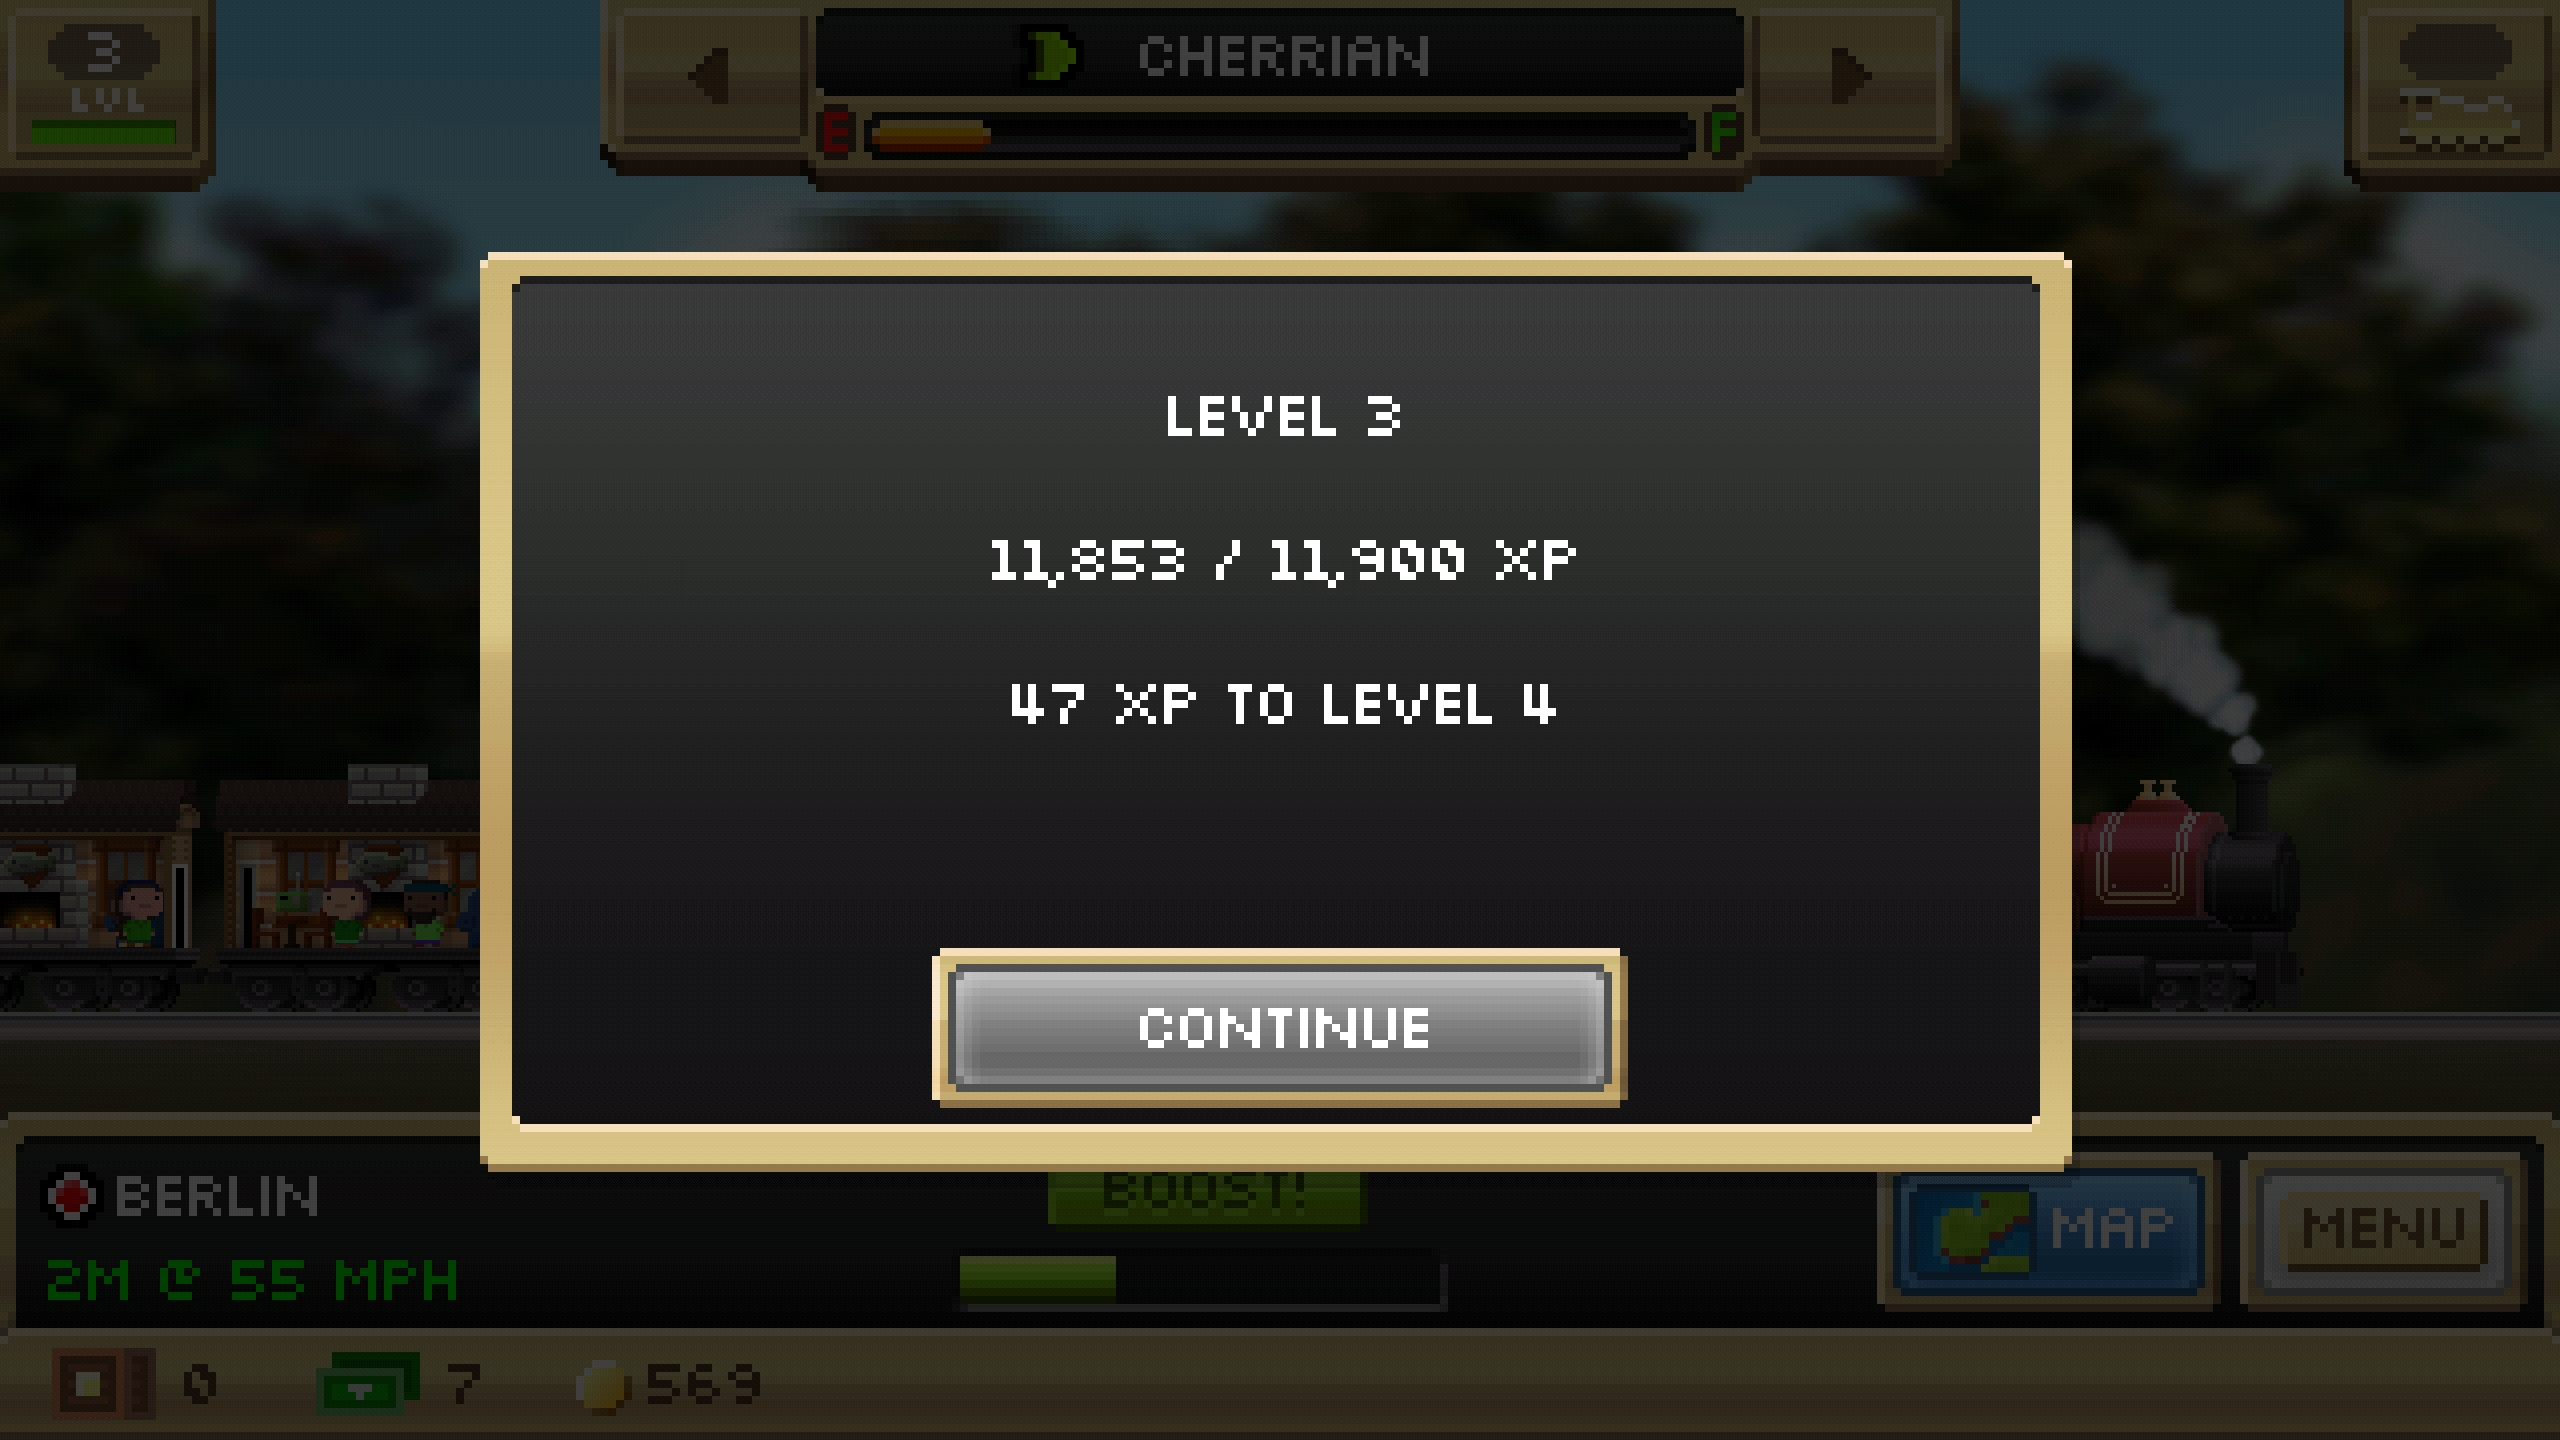 3
LVL
CHERRIAN
E F
LEVEL 3
11,853 / 11,900 XP
47 XP TO LEVEL 4
CONTINUE
BERLIN
BOOST!
MAP
MENU
2M @ 55 MPH
0 7 569